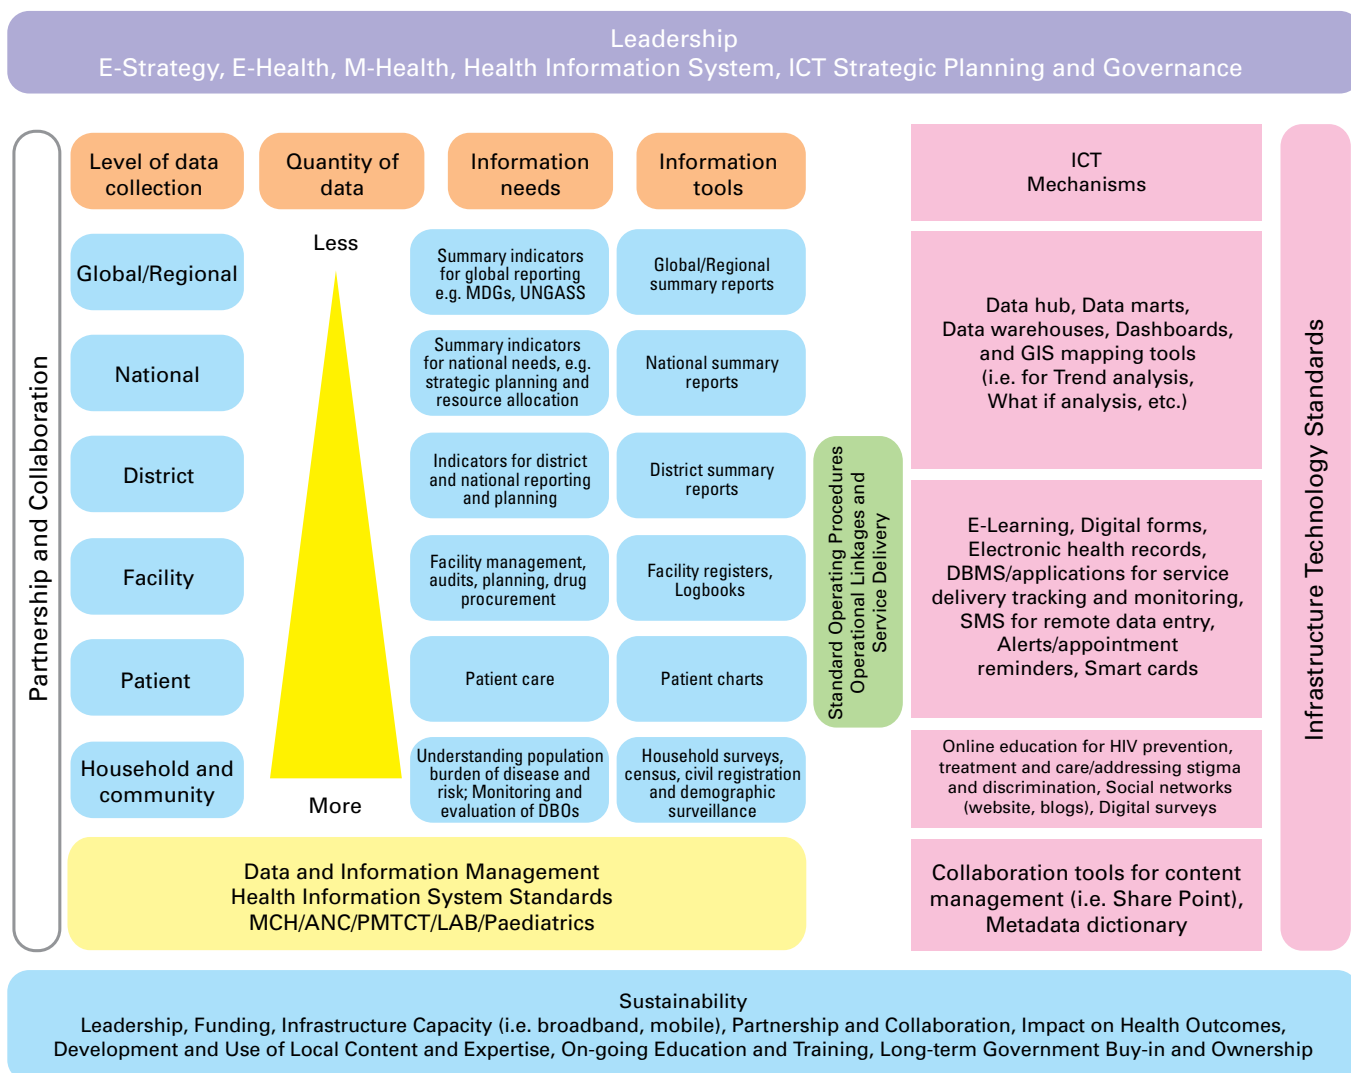 Leadership
E-Strategy, E-Health, M-Health, Health Information System, ICT Strategic Planning and Governance
Partnership and Collaboration
Level of data
collection
Quantity of
data
Information
needs
Information
tools
Global/Regional
Less
Summary indicators
for global reporting
e.g. MDGs, UNGASS
Global/Regional
summary reports
National
Summary indicators
for national needs, e.g.
strategic planning and
resource allocation
National summary
reports
District
Indicators for district
and national reporting
and planning
District summary
reports
Facility
Facility management,
audits, planning, drug
procurement
Facility registers,
Logbooks
Patient
Patient care
Patient charts
Household and
community
More
Understanding population
burden of disease and
risk; Monitoring and
evaluation of DBOs
Household surveys,
census, civil registration
and demographic
surveillance
Data and Information Management
Health Information System Standards
MCH/ANC/PMTCT/LAB/Paediatrics
Standard Operating Procedures
Operational Linkages and
Service Delivery
ICT
Mechanisms
Data hub, Data marts,
Data warehouses, Dashboards,
and GIS mapping tools
(i.e. for Trend analysis,
What if analysis, etc.)
E-Learning, Digital forms,
Electronic health records,
DBMS/applications for service
delivery tracking and monitoring,
SMS for remote data entry,
Alerts/appointment
reminders, Smart cards
Online education for HIV prevention,
treatment and care/addressing stigma
and discrimination, Social networks
(website, blogs), Digital surveys
Collaboration tools for content
management (i.e. Share Point),
Metadata dictionary
Infrastructure Technology Standards
Sustainability
Leadership, Funding, Infrastructure Capacity (i.e. broadband, mobile), Partnership and Collaboration, Impact on Health Outcomes,
Development and Use of Local Content and Expertise, On-going Education and Training, Long-term Government Buy-in and Ownership